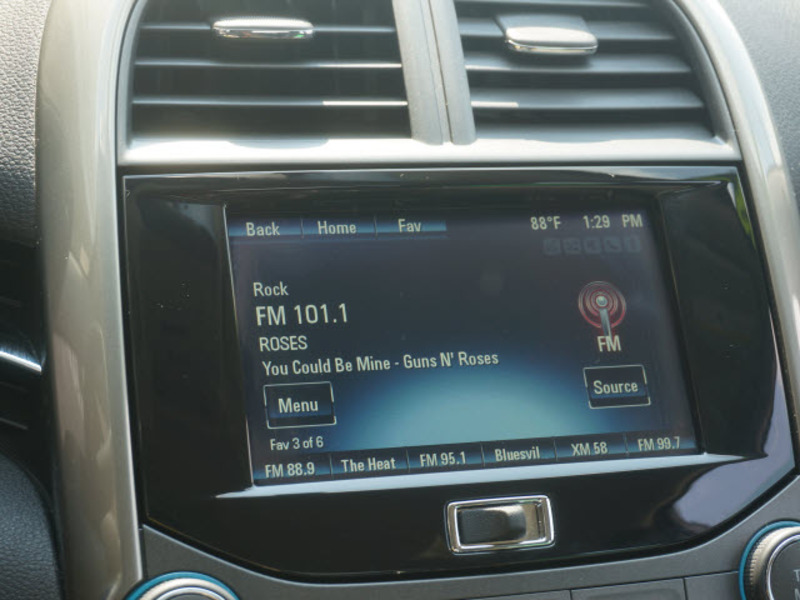 Back Home Fav 88°F 1:29 PM
Rock
FM 101.1
ROSES
FM
You Could Be Mine - Guns N' Roses
Menu
Source
Fav 3 of 6
FM 88.9 The Heat FM 95.1 Bluesvil XM 58 FM 99.7